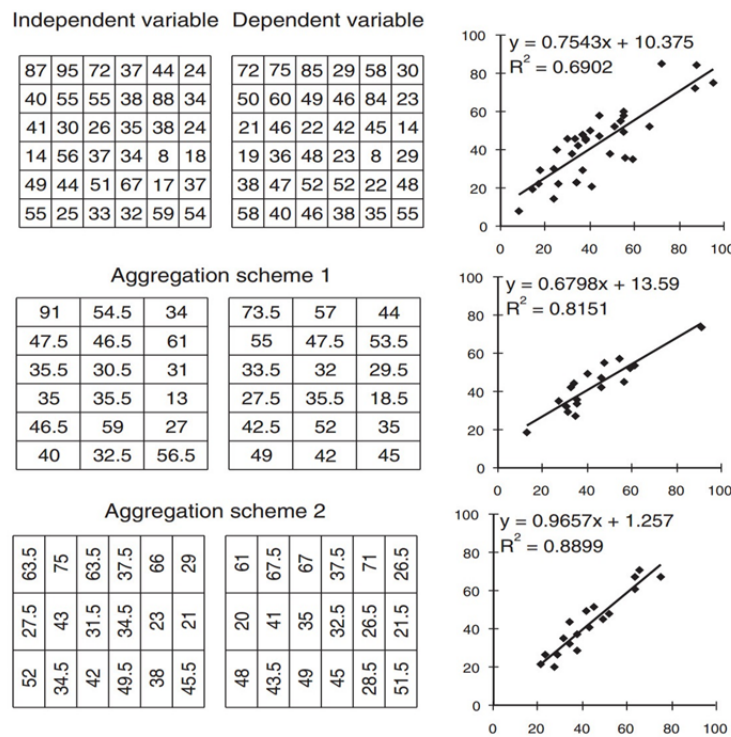 Independent variable Dependent variable
87 95 72 37 44 24
40 55 55 38 88 34
41 30 26 35 38 24
14 56 37 34 8 18
49 44 51 67 17 37
55 25 33 32 59 54
72 75 85 29 58 30
50 60 49 46 84 23
21 46 22 42 45 14
19 36 48 23 8 29
38 47 52 52 22 48
58 40 46 38 35 55
y = 0.7543x + 10.375
R² = 0.6902
100
80
60
40
20
0
0 20 40 60 80 100
Aggregation scheme 1
91 54.5 34
47.5 46.5 61
35.5 30.5 31
35 35.5 13
46.5 59 27
40 32.5 56.5
73.5 57 44
55 47.5 53.5
33.5 32 29.5
27.5 35.5 18.5
42.5 52 35
49 42 45
y = 0.6798x + 13.59
R² = 0.8151
100
80
60
40
20
0
0 20 40 60 80 100
Aggregation scheme 2
63.5 75 63.5 37.5 66 29
27.5 43 31.5 34.5 23 21
52 34.5 42 49.5 38 45.5
61 67.5 67 37.5 71 26.5
20 41 35 32.5 26.5 21.5
48 43.5 49 45 28.5 51.5
y = 0.9657x + 1.257
R² = 0.8899
100
80
60
40
20
0
0 20 40 60 80 100